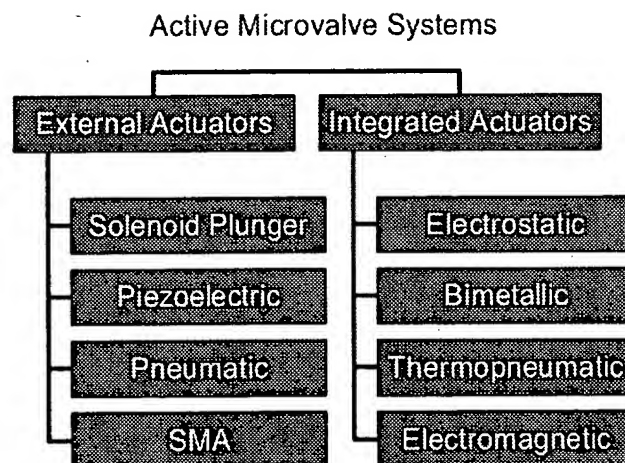 Active Microvalve Systems
External Actuators
Solenoid Plunger
Piezoelectric
Pneumatic
SMA
Integrated Actuators
Electrostatic
Bimetallic
Thermopneumatic
Electromagnetic